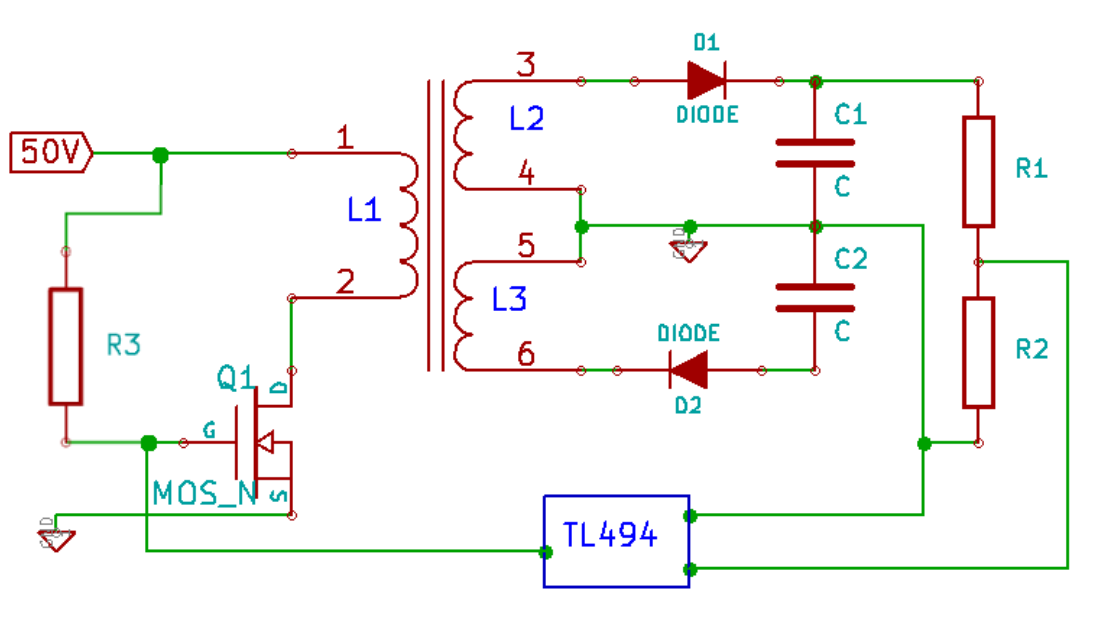 D1
3
DIODE
L2
C1
50V
1
4
C
R1
L1
GND
5
C2
2
L3
DIODE
C
R3
6
R2
Q1
D
D2
G
MOS_N
S
GND
TL494